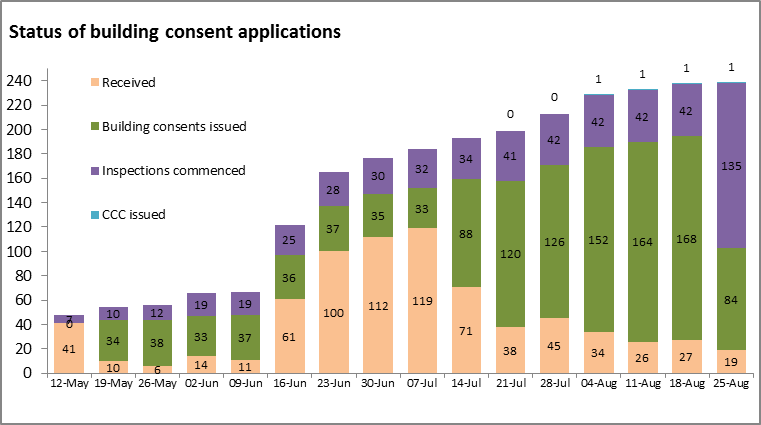 Status of building consent applications
240
220
200
180
160
140
120
100
80
60
40
20
0
Received
Building consents issued
Inspections commenced
CCC issued
0 0 1 1 1 1
7 10 12 19 19 25 28 30 32 34 41 42 42 42 42 135
0 34 38 33 37 36 37 35 33 88 120 126 152 164 168 84
41 10 6 14 11 61 100 112 119 71 38 45 34 26 27 19
12-May 19-May 26-May 02-Jun 09-Jun 16-Jun 23-Jun 30-Jun 07-Jul 14-Jul 21-Jul 28-Jul 04-Aug 11-Aug 18-Aug 25-Aug